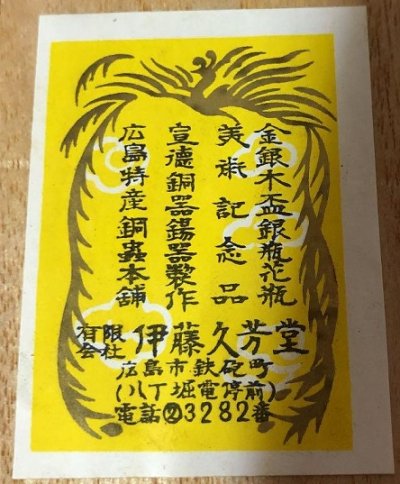 金銀木盃銀瓶花瓶
美術記念品
宣德銅器錫器製作
広島特産銅蟲本舗
有限会社 伊藤久芳堂
広島市鉄砲町
(八丁堀電停前)
電話②3282番